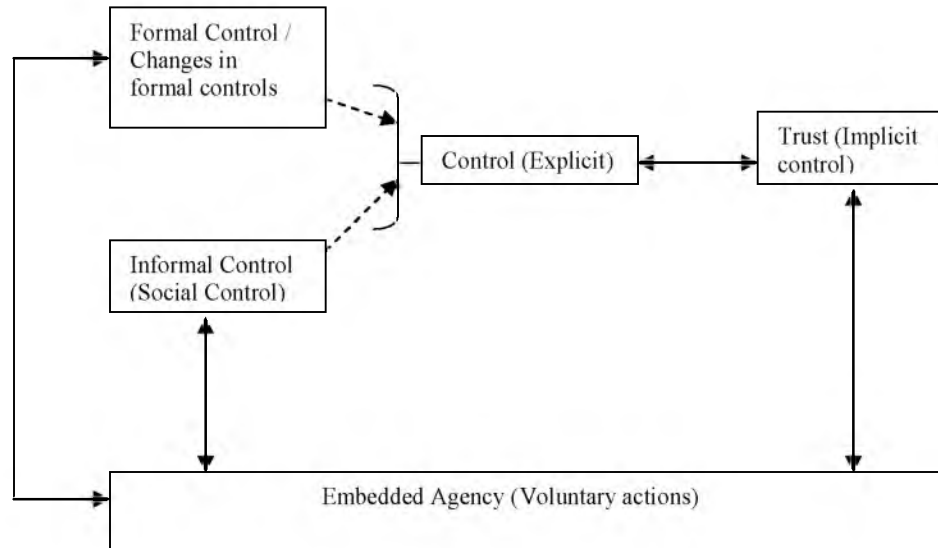 Formal Control /
Changes in
formal controls
Control (Explicit)
Trust (Implicit
control)
Informal Control
(Social Control)
Embedded Agency (Voluntary actions)